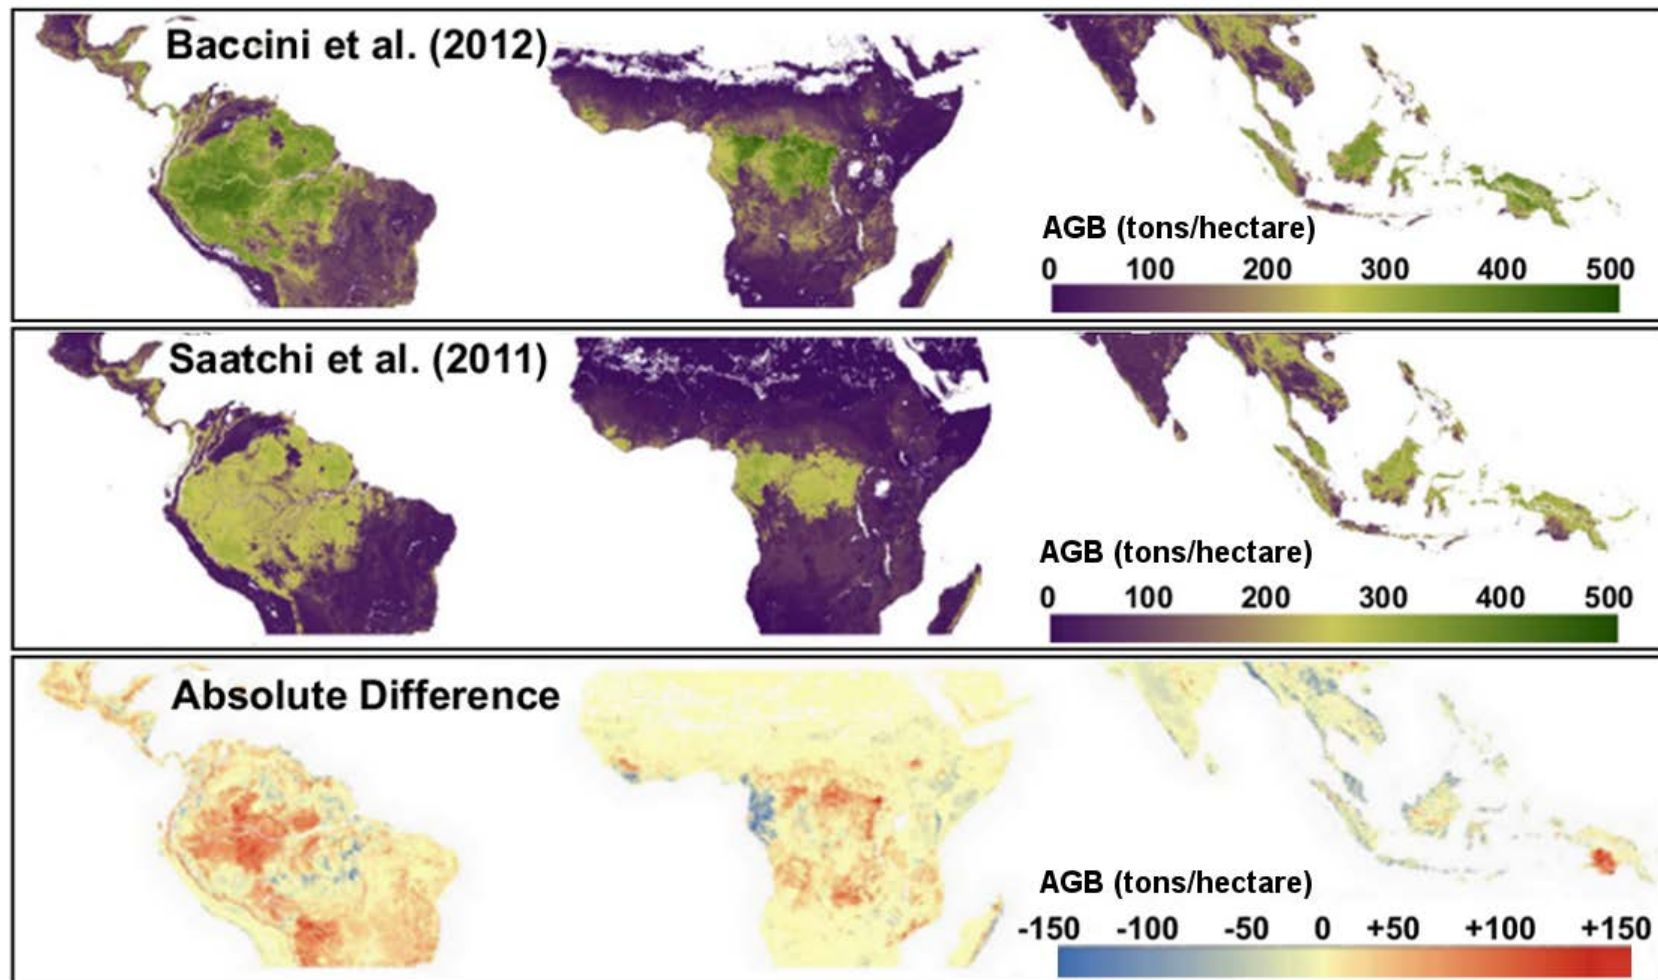 Baccini et al. (2012)
AGB (tons/hectare)
0 100 200 300 400 500
Saatchi et al. (2011)
AGB (tons/hectare)
0 100 200 300 400 500
Absolute Difference
AGB (tons/hectare)
-150 -100 -50 0 +50 +100 +150